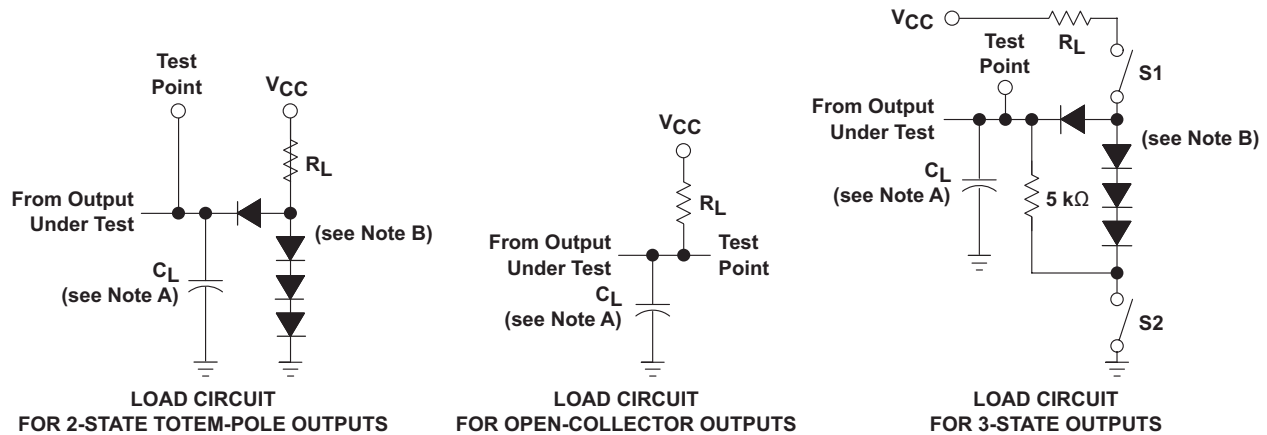 Test
Point
VCC
RL
From Output
Under Test
(see Note B)
CL
(see Note A)
LOAD CIRCUIT
FOR 2-STATE TOTEM-POLE OUTPUTS
VCC
RL
From Output
Under Test
Test
Point
CL
(see Note A)
LOAD CIRCUIT
FOR OPEN-COLLECTOR OUTPUTS
VCC
RL
Test
Point
S1
From Output
Under Test
(see Note B)
CL
(see Note A)
5 kΩ
S2
LOAD CIRCUIT
FOR 3-STATE OUTPUTS